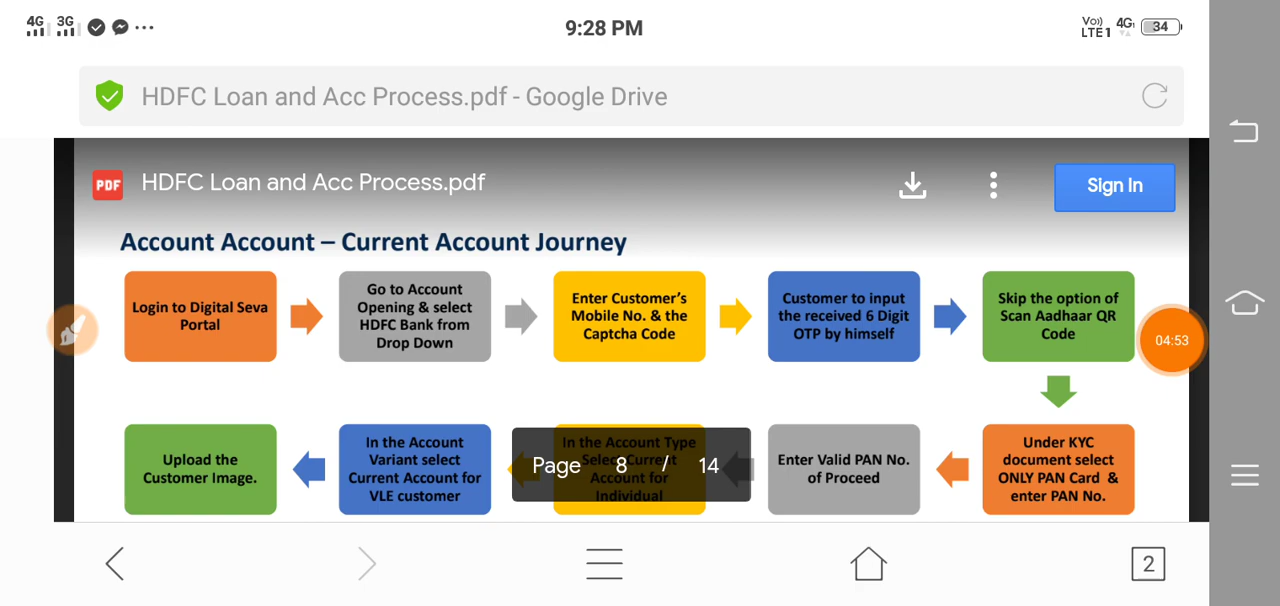 4G 3G
9:28 PM
Vo))
LTE 1 4G 34
HDFC Loan and Acc Process.pdf - Google Drive
PDF HDFC Loan and Acc Process.pdf
Sign In
Account Account – Current Account Journey
Login to Digital Seva
Portal
Go to Account
Opening & select
HDFC Bank from
Drop Down
Enter Customer's
Mobile No. & the
Captcha Code
Customer to input
the received 6 Digit
OTP by himself
Skip the option of
Scan Aadhaar QR
Code
04:53
Upload the
Customer Image.
In the Account
Variant select
Current Account for
VLE customer
In the Account Type
Select Current
Account for
Individual
Page 8 / 14
Enter Valid PAN No.
of Proceed
Under KYC
document select
ONLY PAN Card &
enter PAN No.
2